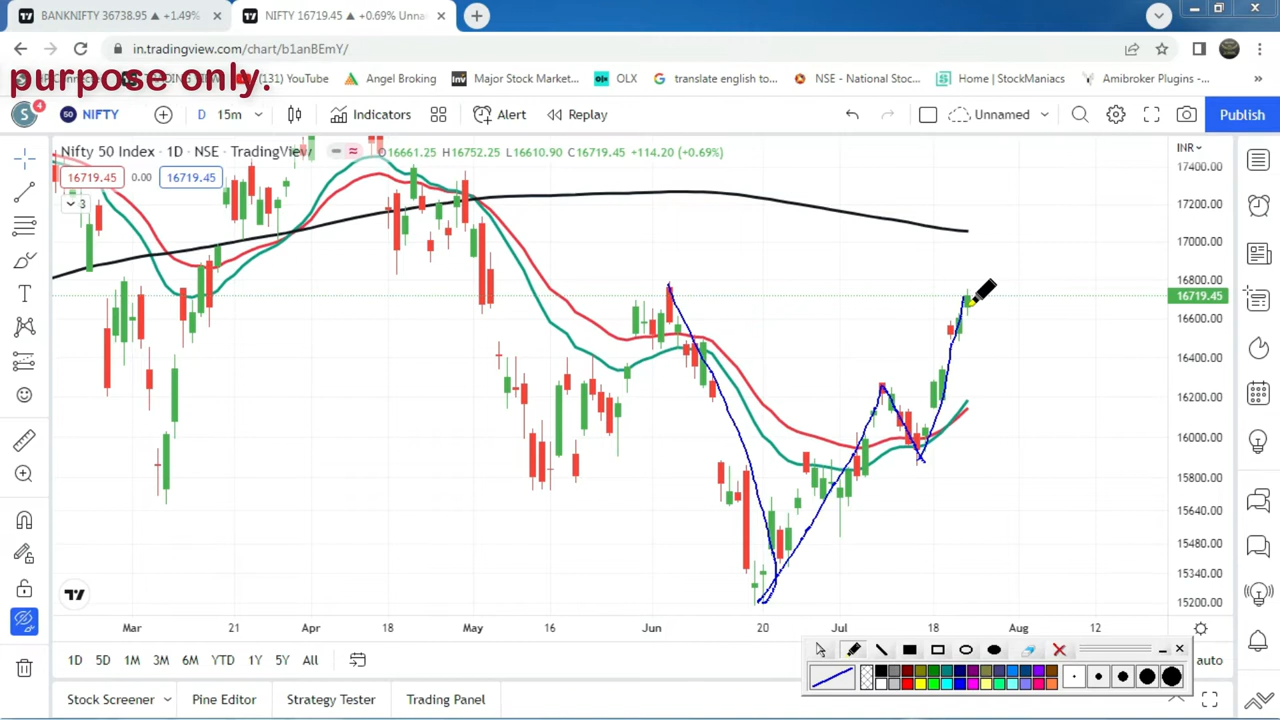 BANKNIFTY 36738.95 ▲ +1.49%
NIFTY 16719.45 ▲ +0.69% Unna
in.tradingview.com/chart/b1anBEmY/
purpose only.
(131) YouTube
Angel Broking
Major Stock Market...
OLX
translate english to...
NSE - National Stoc...
Home | StockManiacs
Amibroker Plugins -...
S
4
50
NIFTY
D
15m
Indicators
Alert
Replay
Unnamed
Publish
Nifty 50 Index • 1D • NSE • TradingView
O16661.25 H16752.25 L16610.90 C16719.45 +114.20 (+0.69%)
INR
16719.45
0.00
16719.45
3
17400.00
17200.00
17000.00
16800.00
16719.45
16600.00
16400.00
16200.00
16000.00
15800.00
15640.00
15480.00
15340.00
15200.00
Mar
21
Apr
18
May
16
Jun
20
Jul
18
Aug
12
1D
5D
1M
3M
6M
YTD
1Y
5Y
All
auto
Stock Screener
Pine Editor
Strategy Tester
Trading Panel